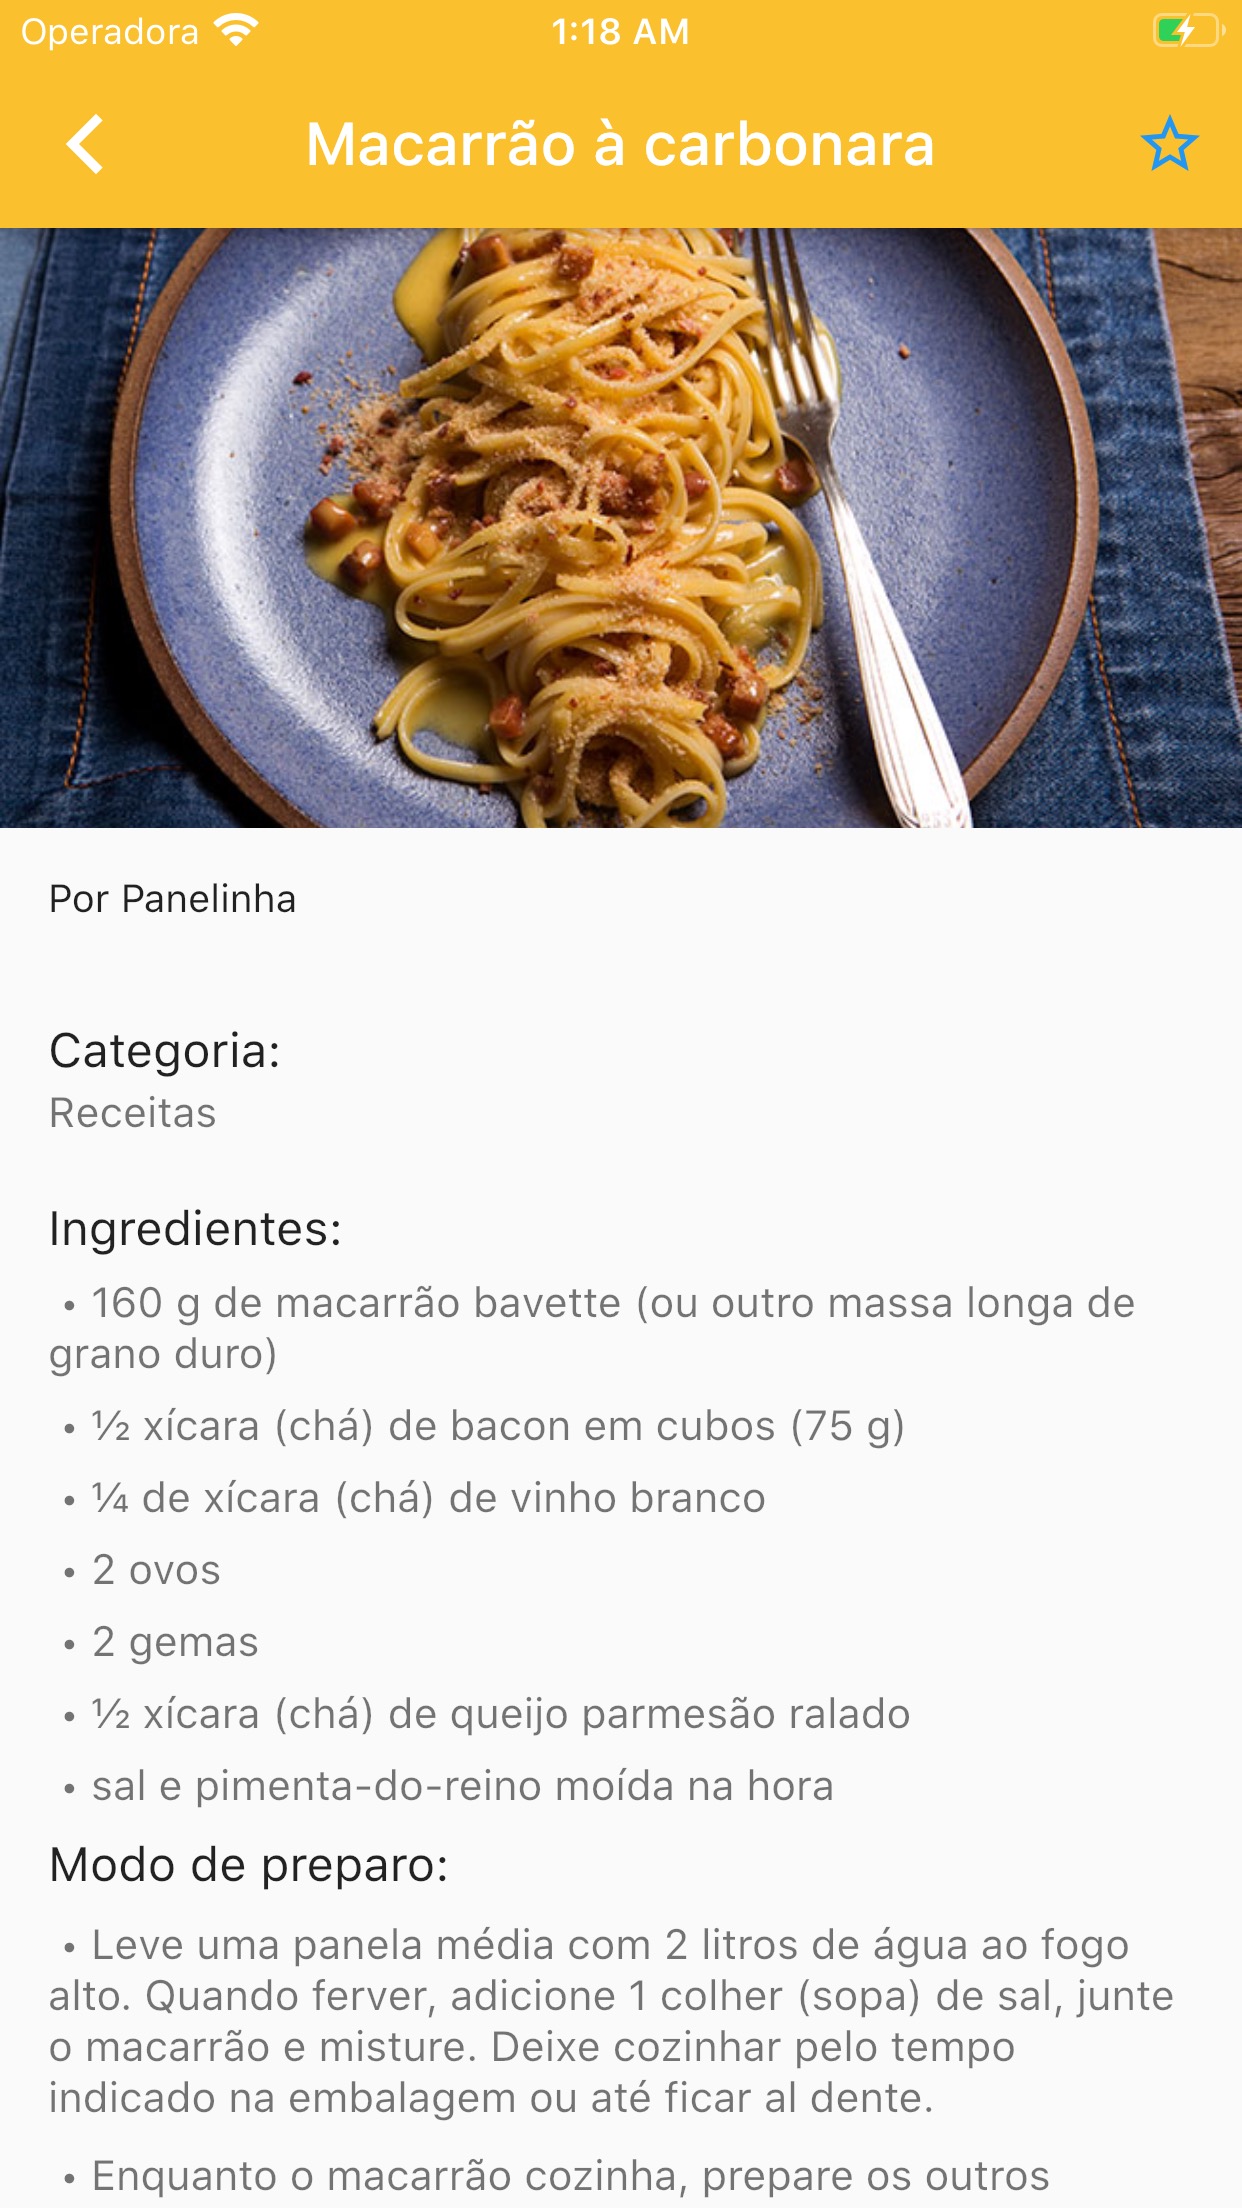 Operadora
1:18 AM
Macarrão à carbonara
Por Panelinha
Categoria:
Receitas
Ingredientes:
• 160 g de macarrão bavette (ou outro massa longa de
grano duro)
• ½ xícara (chá) de bacon em cubos (75 g)
• ¼ de xícara (chá) de vinho branco
• 2 ovos
• 2 gemas
• ½ xícara (chá) de queijo parmesão ralado
• sal e pimenta-do-reino moída na hora
Modo de preparo:
• Leve uma panela média com 2 litros de água ao fogo
alto. Quando ferver, adicione 1 colher (sopa) de sal, junte
o macarrão e misture. Deixe cozinhar pelo tempo
indicado na embalagem ou até ficar al dente.
• Enquanto o macarrão cozinha, prepare os outros